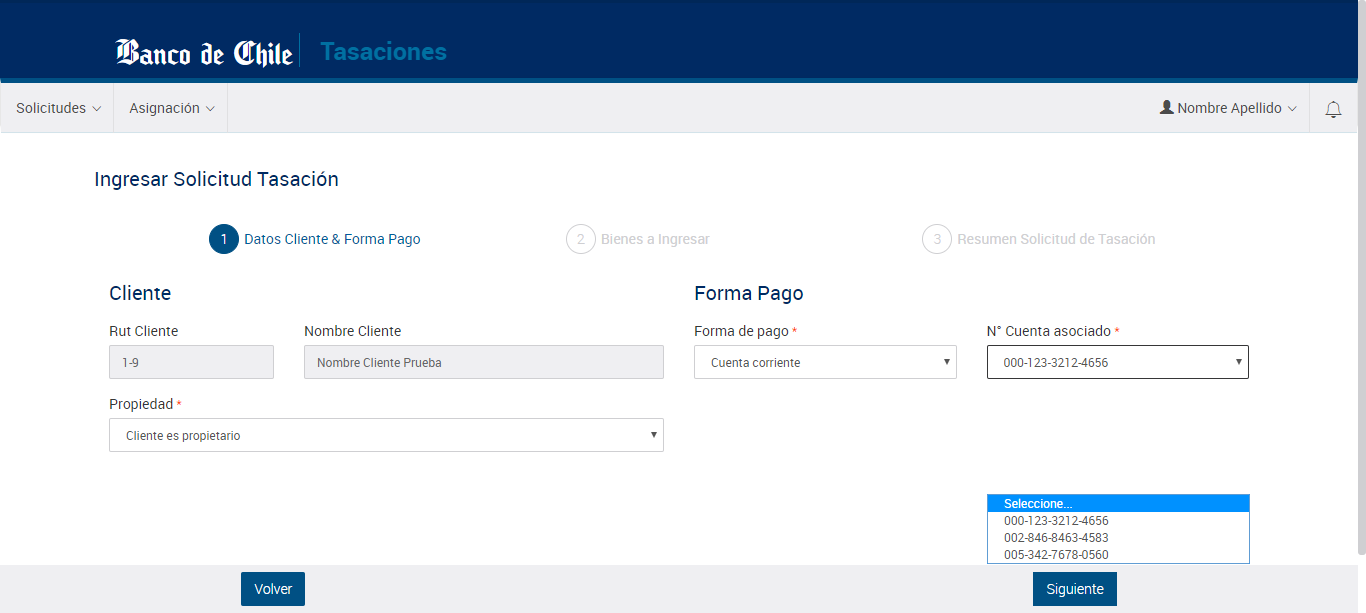 Banco de Chile Tasaciones
Solicitudes Asignación Nombre Apellido
Ingresar Solicitud Tasación
1 Datos Cliente & Forma Pago 2 Bienes a Ingresar 3 Resumen Solicitud de Tasación
Cliente Forma Pago
Rut Cliente Nombre Cliente Forma de pago * N° Cuenta asociado *
1-9 Nombre Cliente Prueba Cuenta corriente 000-123-3212-4656
Propiedad *
Cliente es propietario
Seleccione...
000-123-3212-4656
002-846-8463-4583
005-342-7678-0560
Volver Siguiente